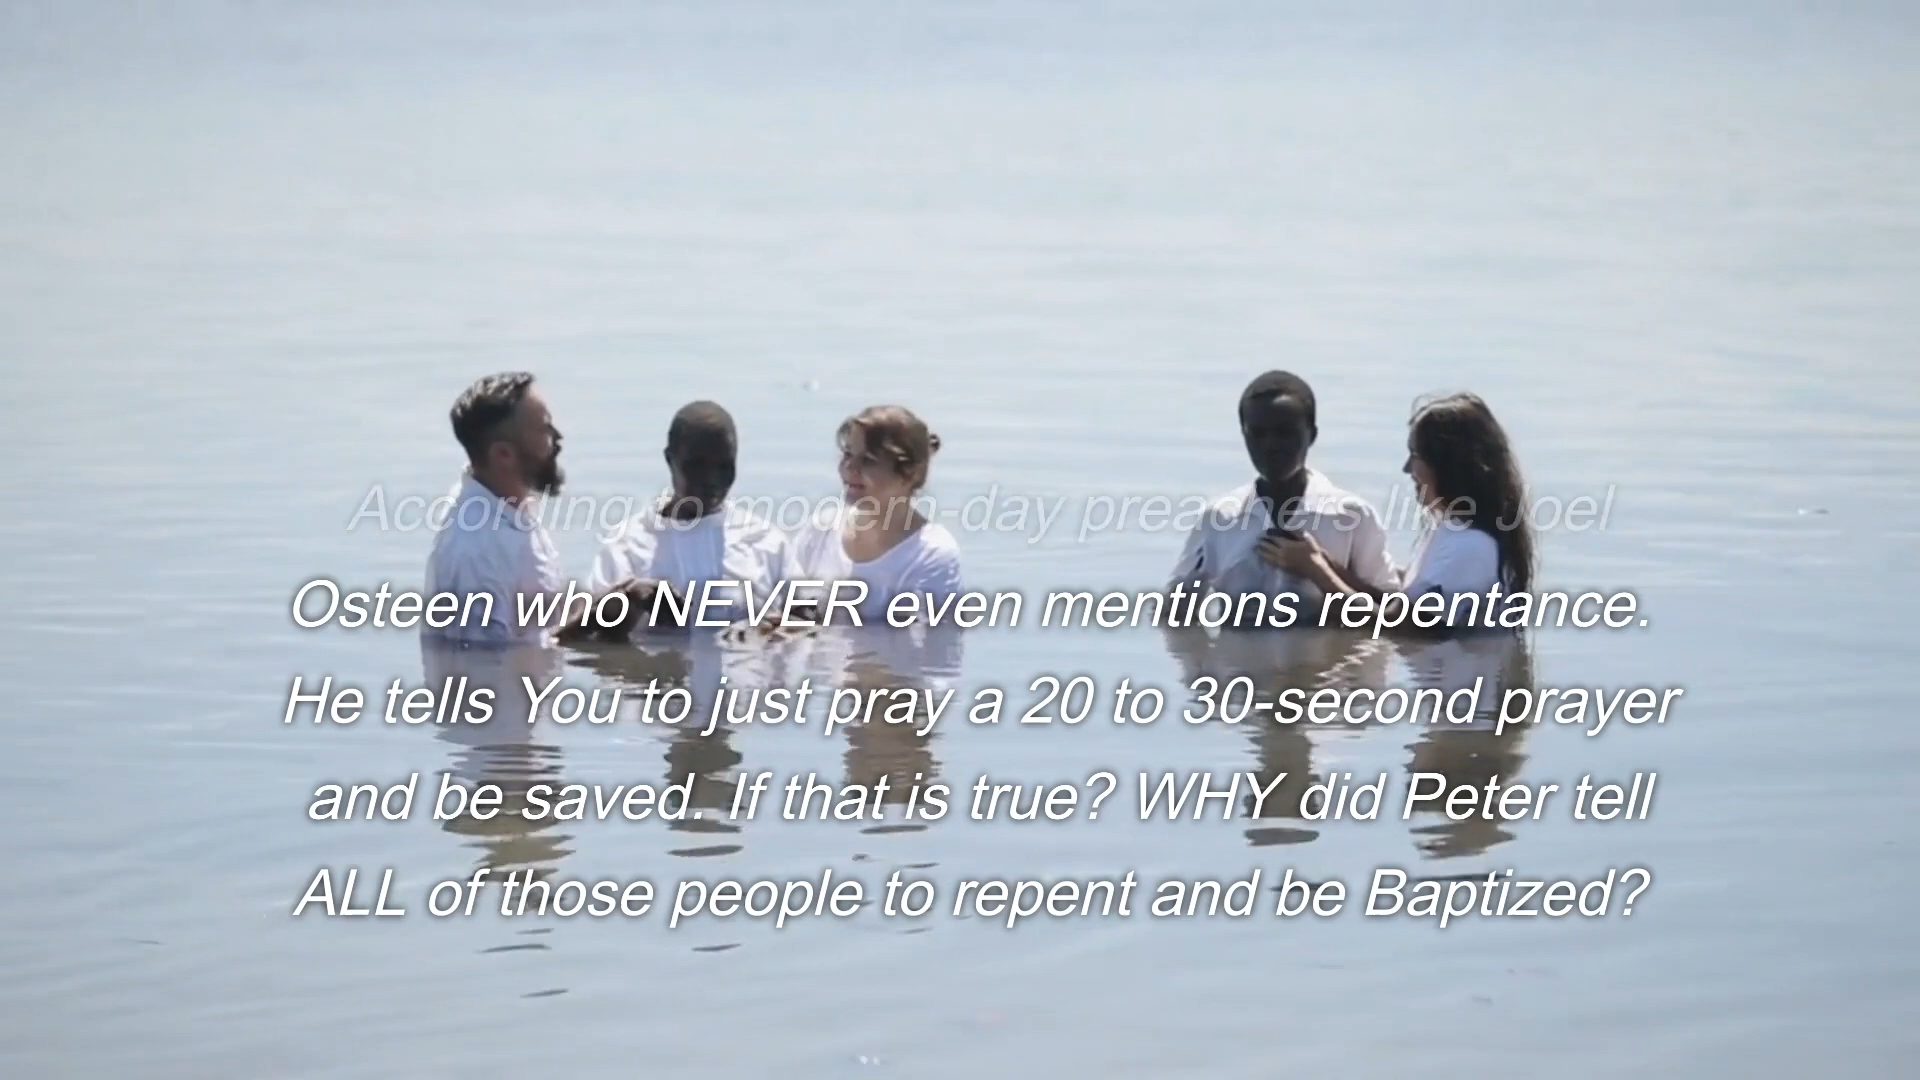 According to modern-day preachers like Joel
Osteen who NEVER even mentions repentance.
He tells You to just pray a 20 to 30-second prayer
and be saved. If that is true? WHY did Peter tell
ALL of those people to repent and be Baptized?